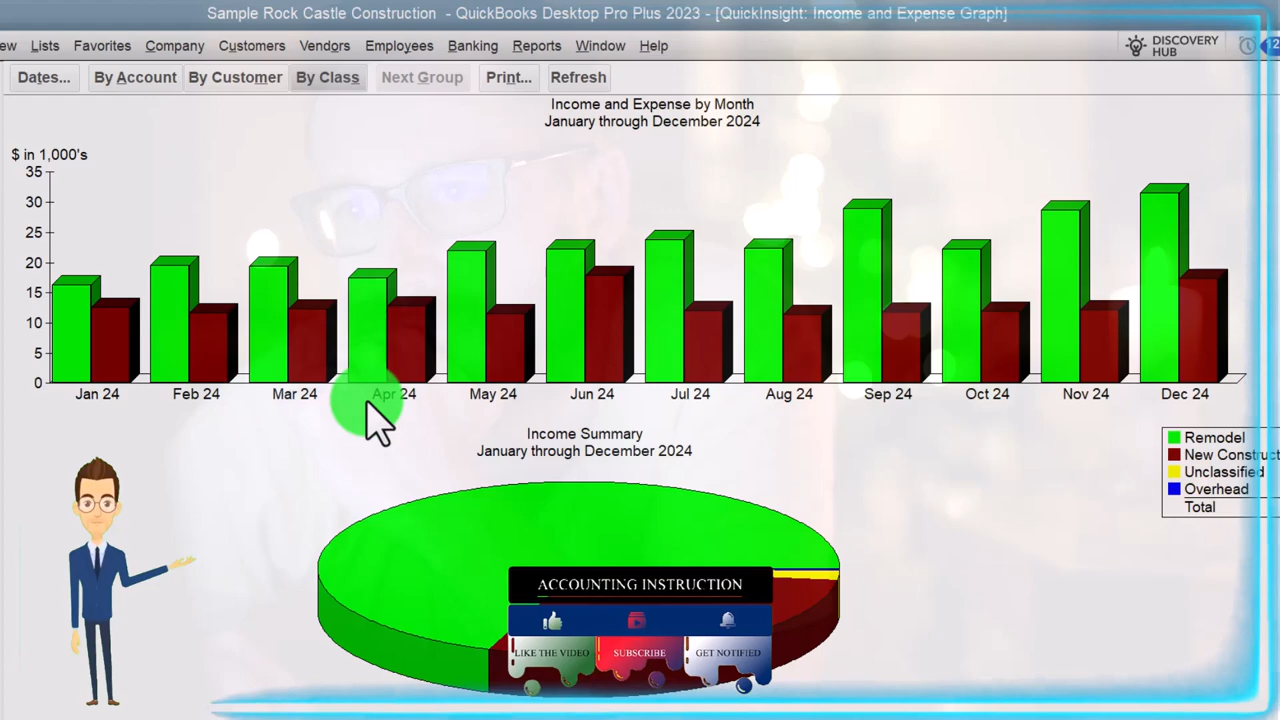 Sample Rock Castle Construction - QuickBooks Desktop Pro Plus 2023 - [QuickInsight: Income and Expense Graph]
ew Lists Favorites Company Customers Vendors Employees Banking Reports Window Help
DISCOVERY
HUB
12
Dates... By Account By Customer By Class Next Group Print... Refresh
Income and Expense by Month
January through December 2024
$ in 1,000's
35
30
25
20
15
10
5
0
Jan 24 Feb 24 Mar 24 Apr 24 May 24 Jun 24 Jul 24 Aug 24 Sep 24 Oct 24 Nov 24 Dec 24
Income Summary
January through December 2024
Remodel
New Construct
Unclassified
Overhead
Total
ACCOUNTING INSTRUCTION
LIKE THE VIDEO SUBSCRIBE GET NOTIFIED